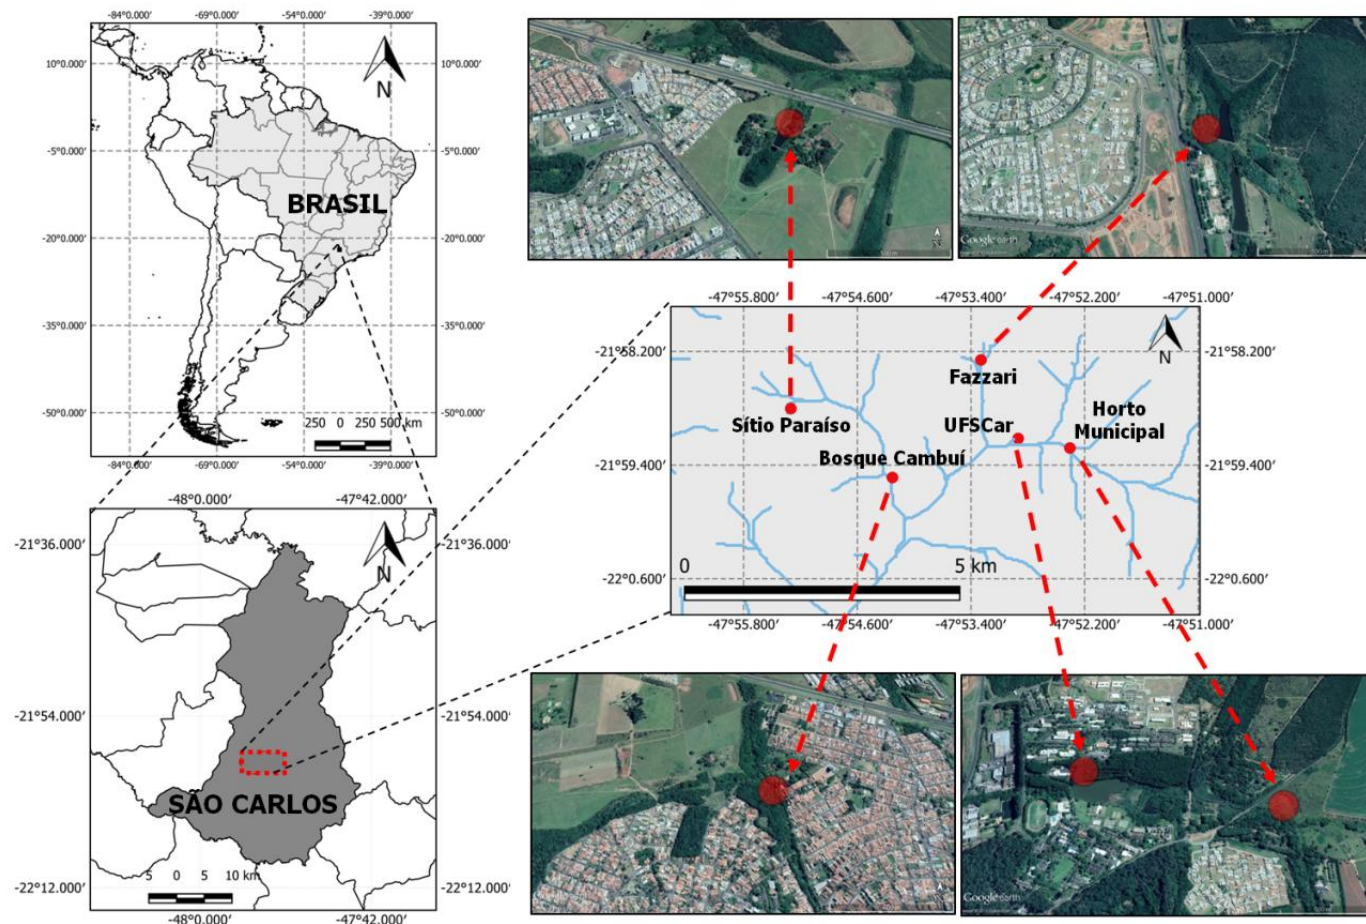 -84°0.000′ -69°0.000′ -54°0.000′ -39°0.000′
10°0.000′ 10°0.000′
N
-5°0.000′ -5°0.000′
BRASIL
-20°0.000′ -20°0.000′
-35°0.000′ -35°0.000′
-50°0.000′ -50°0.000′
250 0 250 500 km
-84°0.000′ -69°0.000′ -54°0.000′ -39°0.000′
-48°0.000′ -47°42.000′
-21°36.000′ -21°36.000′
N
-21°54.000′ -21°54.000′
SÃO CARLOS
5 0 5 10 km
-22°12.000′ -22°12.000′
-48°0.000′ -47°42.000′
Google earth
-47°55.800′ -47°54.600′ -47°53.400′ -47°52.200′ -47°51.000′
N
-21°58.200′ -21°58.200′
Fazzari
Sítio Paraíso
UFSCar
Horto
Municipal
Bosque Cambuí
-21°59.400′ -21°59.400′
0 5 km
-22°0.600′ -22°0.600′
-47°55.800′ -47°54.600′ -47°53.400′ -47°52.200′ -47°51.000′
Google earth